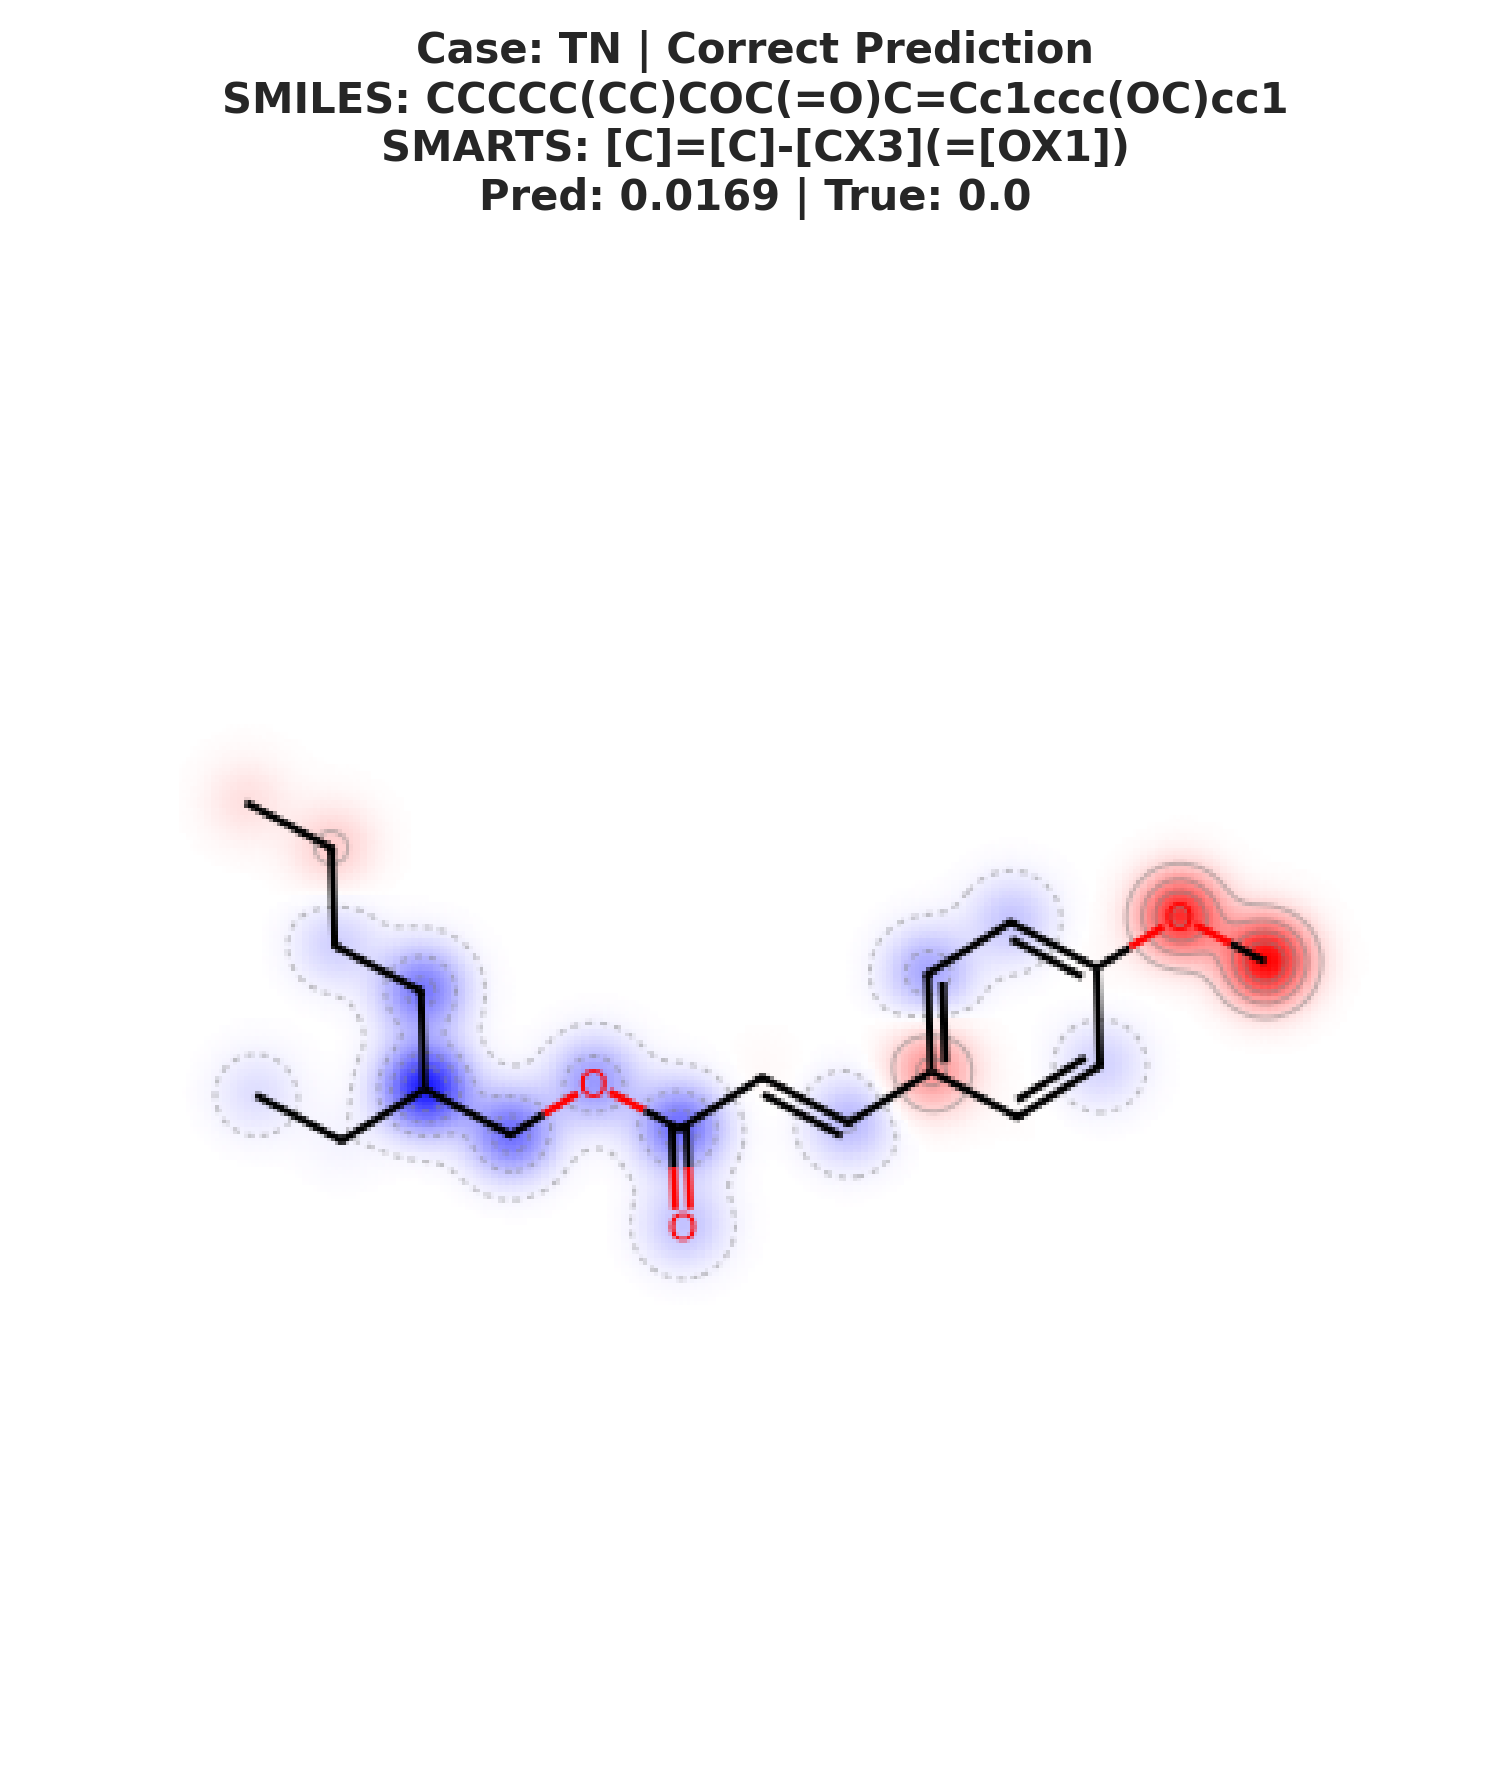 Case: TN | Correct Prediction
SMILES: CCCCC(CC)COC(=O)C=Cc1ccc(OC)cc1
SMARTS: [C]=[C]-[CX3](=[OX1])
Pred: 0.0169 | True: 0.0
O
O
O